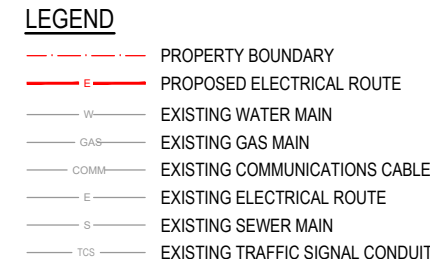 LEGEND
PROPERTY BOUNDARY
E PROPOSED ELECTRICAL ROUTE
W EXISTING WATER MAIN
GAS EXISTING GAS MAIN
COMM EXISTING COMMUNICATIONS CABLE
E EXISTING ELECTRICAL ROUTE
S EXISTING SEWER MAIN
TCS EXISTING TRAFFIC SIGNAL CONDUIT